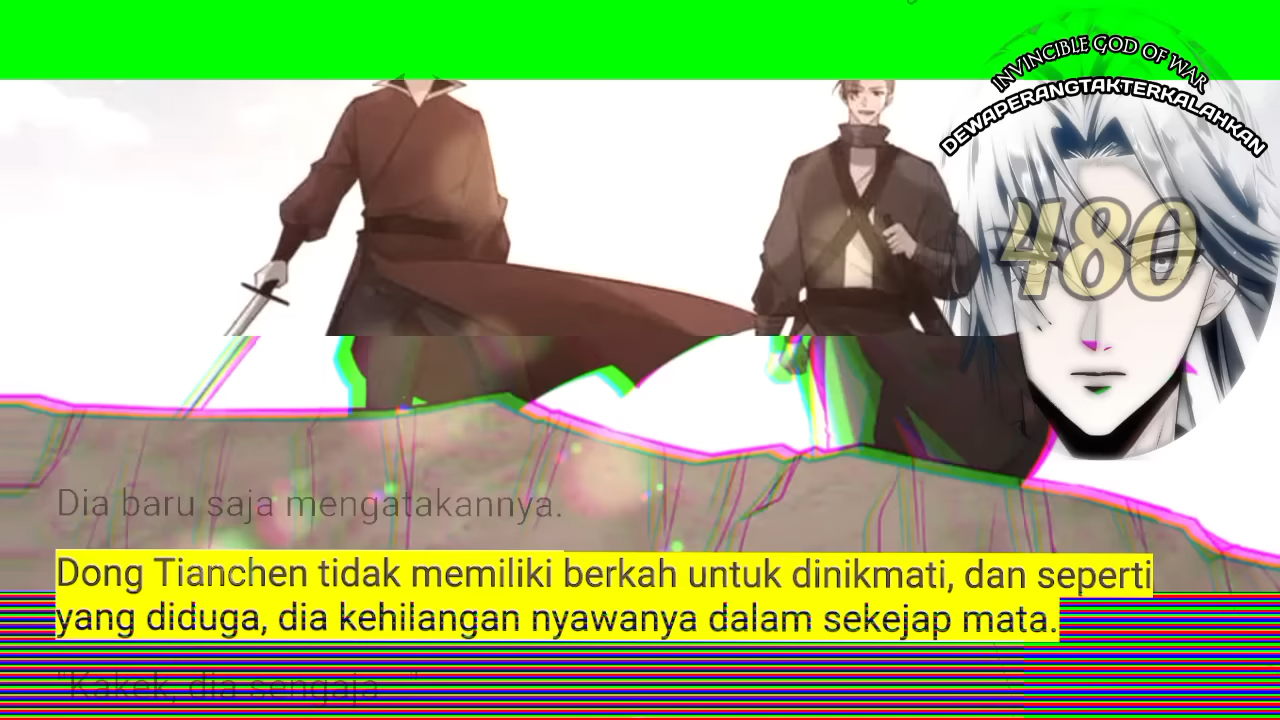 INVINCIBLE GOD OF WAR
DEWAPERANGTAKTERKALAHKAN
480
Dia baru saja mengatakannya.
Dong Tianchen tidak memiliki berkah untuk dinikmati, dan seperti
yang diduga, dia kehilangan nyawanya dalam sekejap mata.
"Kakek, dia sengaja..."